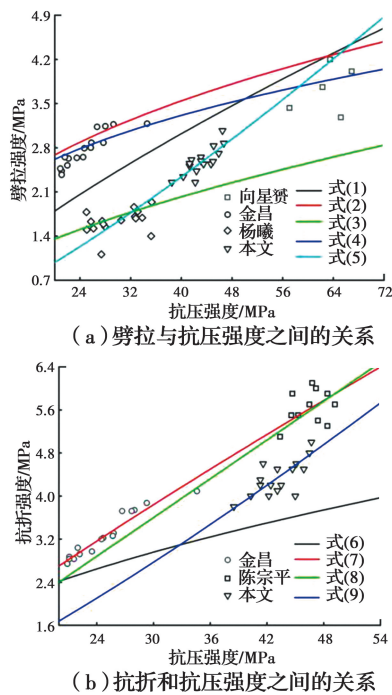 (a)
4.9
4.2
3.5
2.8
2.1
1.4
0.7
劈拉强度/MPa
向星赟
金昌
杨曦
本文
式(1)
式(2)
式(3)
式(4)
式(5)
24 32 40 48 56 64 72
抗压强度/MPa
(a)劈拉与抗压强度之间的关系
(b)
6.4
5.6
4.8
4.0
3.2
2.4
1.6
抗折强度/MPa
金昌
陈宗平
本文
式(6)
式(7)
式(8)
式(9)
24 30 36 42 48 54
抗压强度/MPa
(b)抗折和抗压强度之间的关系